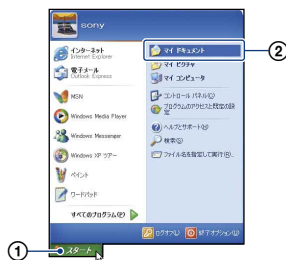 sony
インターネット
Internet Explorer
電子メール
Outlook Express
MSN
Windows Media Player
Windows Messenger
Windows XP ツアー
ペイント
ワードパッド
すべてのプログラム(P)
マイ ドキュメント
マイ ピクチャ
マイ コンピュータ
コントロール パネル(C)
プログラムのアクセスと既定の設
定
ヘルプとサポート(H)
検索(S)
ファイル名を指定して実行(R)...
ログオフ(L)
終了オプション(U)
スタート
①
②